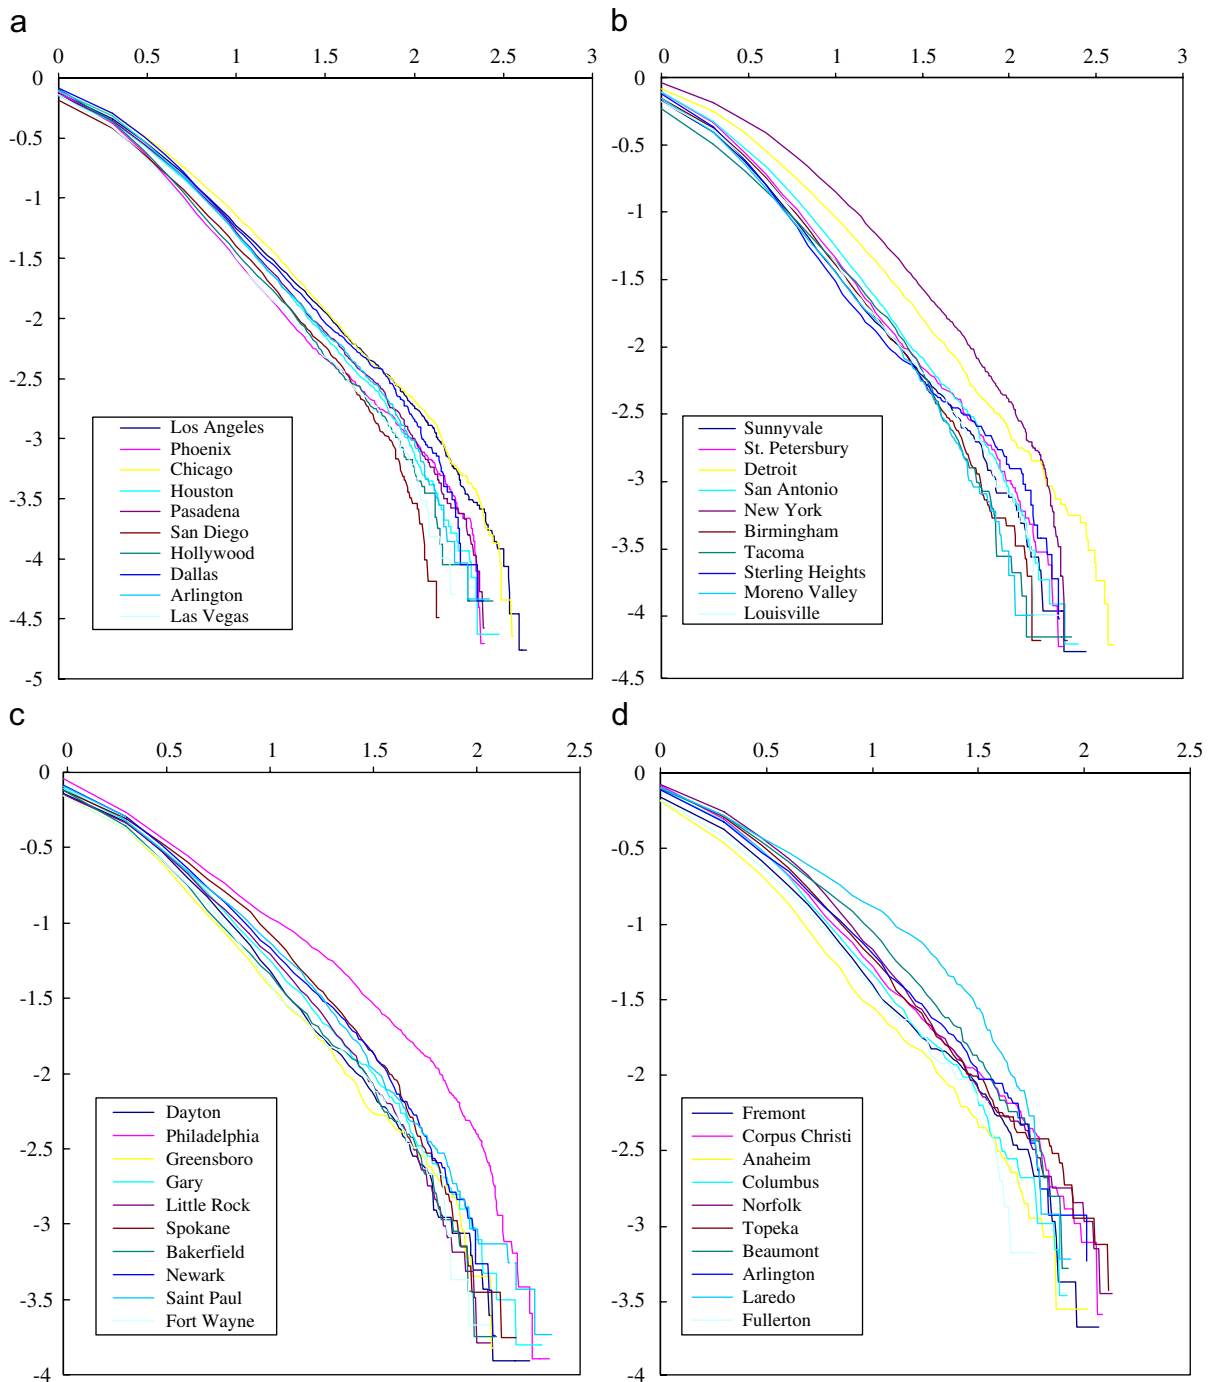 a
0 0.5 1 1.5 2 2.5 3
0
-0.5
-1
-1.5
-2
-2.5
-3
-3.5
-4
-4.5
-5
Los Angeles
Phoenix
Chicago
Houston
Pasadena
San Diego
Hollywood
Dallas
Arlington
Las Vegas
b
0 0.5 1 1.5 2 2.5 3
0
-0.5
-1
-1.5
-2
-2.5
-3
-3.5
-4
-4.5
Sunnyvale
St. Petersbury
Detroit
San Antonio
New York
Birmingham
Tacoma
Sterling Heights
Moreno Valley
Louisville
c
0 0.5 1 1.5 2 2.5
0
-0.5
-1
-1.5
-2
-2.5
-3
-3.5
-4
Dayton
Philadelphia
Greensboro
Gary
Little Rock
Spokane
Bakerfield
Newark
Saint Paul
Fort Wayne
d
0 0.5 1 1.5 2 2.5
0
-0.5
-1
-1.5
-2
-2.5
-3
-3.5
-4
Fremont
Corpus Christi
Anaheim
Columbus
Norfolk
Topeka
Beaumont
Arlington
Laredo
Fullerton